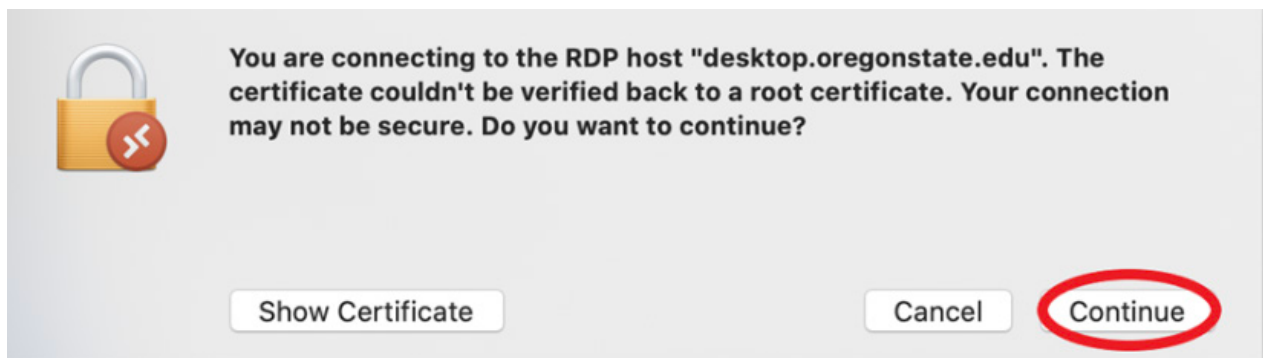 You are connecting to the RDP host "desktop.oregonstate.edu". The
certificate couldn't be verified back to a root certificate. Your connection
may not be secure. Do you want to continue?
Show Certificate
Cancel
Continue